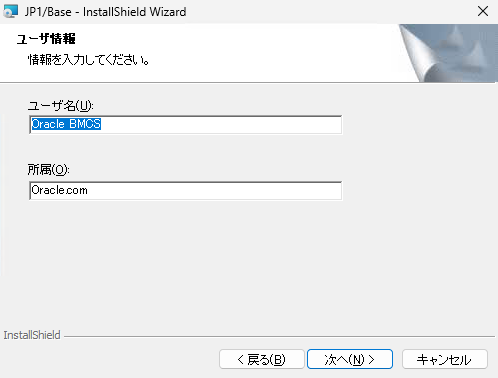 JP1/Base - InstallShield Wizard
ユーザ情報
情報を入力してください。
ユーザ名(U):
Oracle BMCS
所属(O):
Oracle.com
InstallShield
< 戻る(B)
次へ(N) >
キャンセル